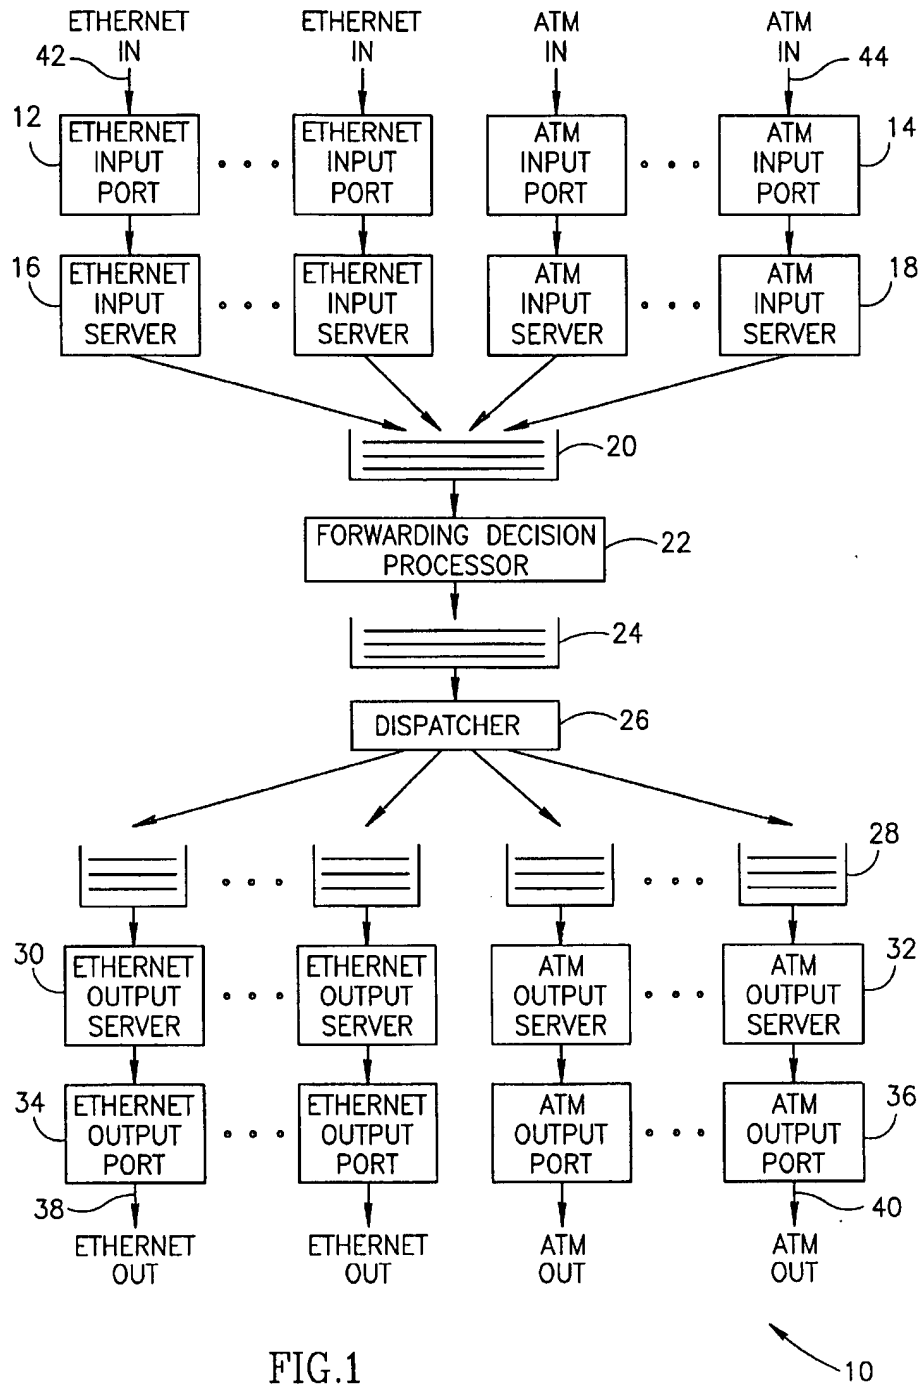 ETHERNET IN
ETHERNET IN
ATM IN
ATM IN
42
44
12
ETHERNET INPUT PORT
ETHERNET INPUT PORT
ATM INPUT PORT
ATM INPUT PORT
14
16
ETHERNET INPUT SERVER
ETHERNET INPUT SERVER
ATM INPUT SERVER
ATM INPUT SERVER
18
20
FORWARDING DECISION
PROCESSOR
22
24
DISPATCHER
26
28
30
ETHERNET OUTPUT SERVER
ETHERNET OUTPUT SERVER
ATM OUTPUT SERVER
ATM OUTPUT SERVER
32
34
ETHERNET OUTPUT PORT
ETHERNET OUTPUT PORT
ATM OUTPUT PORT
ATM OUTPUT PORT
36
38
40
ETHERNET OUT
ETHERNET OUT
ATM OUT
ATM OUT
FIG.1
10